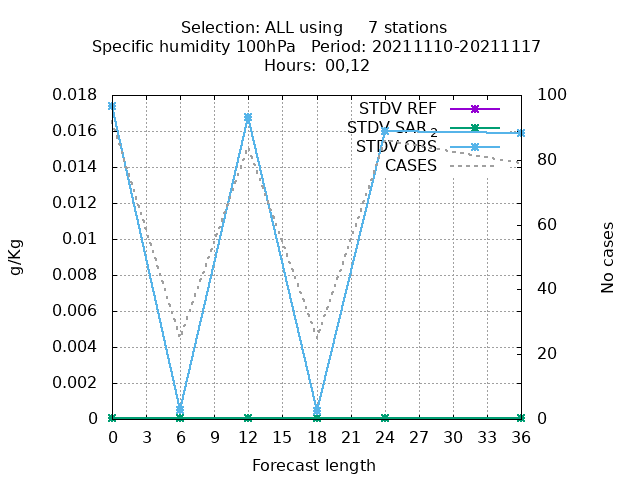 Selection: ALL using 7 stations
Specific humidity 100hPa Period: 20211110-20211117
Hours: 00,12
0.018
0.016
0.014
0.012
0.01
0.008
0.006
0.004
0.002
0
100
80
60
40
20
0
STDV REF
STDV SAR 2
STDV OBS
CASES
g/Kg
No cases
0 3 6 9 12 15 18 21 24 27 30 33 36
Forecast length